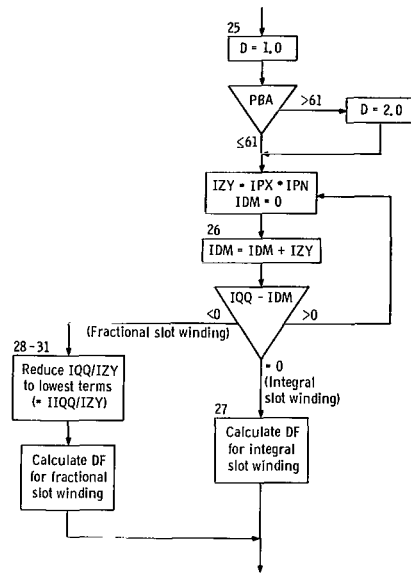 25
D = 1.0
PBA
>61
D = 2.0
≤61
IZY = IPX * IPN
IDM = 0
26
IDM = IDM + IZY
IQQ - IDM
<0
>0
(Fractional slot winding)
28-31
Reduce IQQ/IZY
to lowest terms
(= IIQQ/IZY)
= 0
(Integral
slot winding)
27
Calculate DF
for integral
slot winding
Calculate DF
for fractional
slot winding